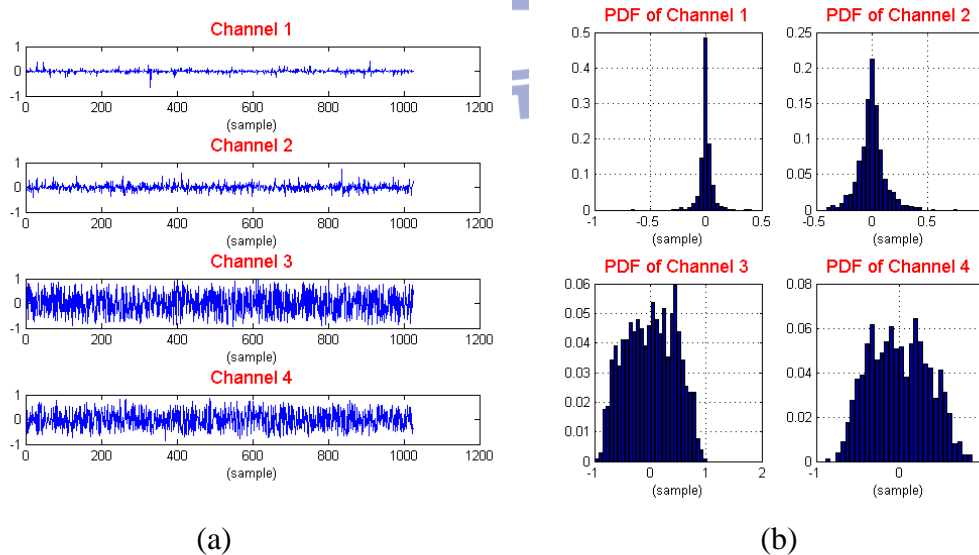 Channel 1
1
0
-1
0 200 400 600 800 1000 1200
(sample)
Channel 2
1
0
-1
0 200 400 600 800 1000 1200
(sample)
Channel 3
1
0
-1
0 200 400 600 800 1000 1200
(sample)
Channel 4
1
0
-1
0 200 400 600 800 1000 1200
(sample)
(a)
PDF of Channel 1
0.5
0.4
0.3
0.2
0.1
0
-1 -0.5 0 0.5
(sample)
PDF of Channel 2
0.25
0.2
0.15
0.1
0.05
0
-0.5 0 0.5
(sample)
PDF of Channel 3
0.06
0.05
0.04
0.03
0.02
0.01
0
-1 0 1 2
(sample)
PDF of Channel 4
0.08
0.06
0.04
0.02
0
-1 0
(sample)
(b)